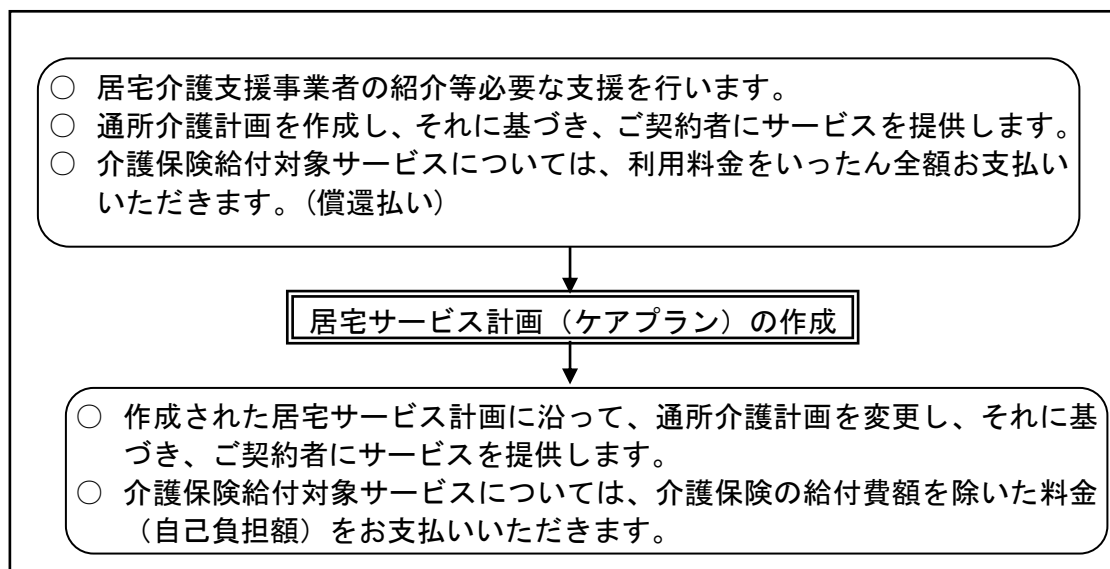 ○ 居宅介護支援事業者の紹介等必要な支援を行います。
○ 通所介護計画を作成し、それに基づき、ご契約者にサービスを提供します。
○ 介護保険給付対象サービスについては、利用料金をいったん全額お支払い
いただきます。（償還払い）
居宅サービス計画（ケアプラン）の作成
○ 作成された居宅サービス計画に沿って、通所介護計画を変更し、それに基
づき、ご契約者にサービスを提供します。
○ 介護保険給付対象サービスについては、介護保険の給付費額を除いた料金
（自己負担額）をお支払いいただきます。